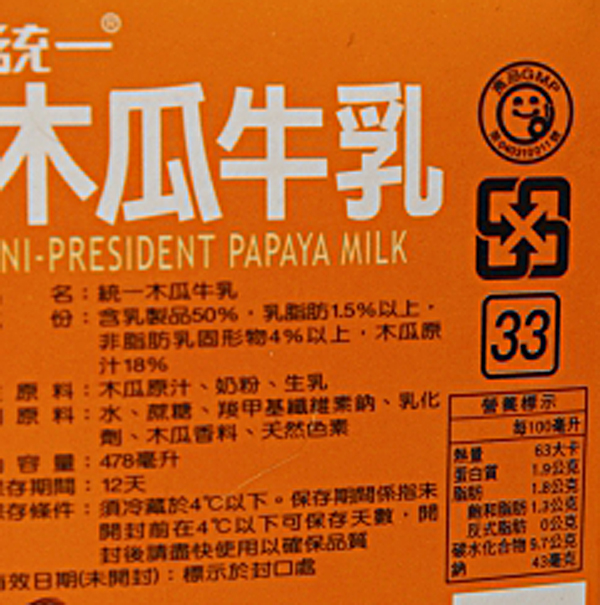 統一®
木瓜牛乳
NI-PRESIDENT PAPAYA MILK
名：統一木瓜牛乳
份：含乳製品50%，乳脂肪1.5%以上，
非脂肪乳固形物4%以上，木瓜原
汁18%
原料：木瓜原汁、奶粉、生乳
原料：水、蔗糖、羧甲基纖維素鈉、乳化
劑、木瓜香料、天然色素
容量：478毫升
保存期間：12天
保存條件：須冷藏於4℃以下。保存期間係指未
開封前在4℃以下可保存天數，開
封後請盡快使用以確保品質
有效日期(未開封)：標示於封口處
食品GMP
33
營養標示
每100毫升
熱量 63大卡
蛋白質 1.9公克
脂肪 1.8公克
飽和脂肪 1.3公克
反式脂肪 0公克
碳水化合物 9.7公克
鈉 43毫克